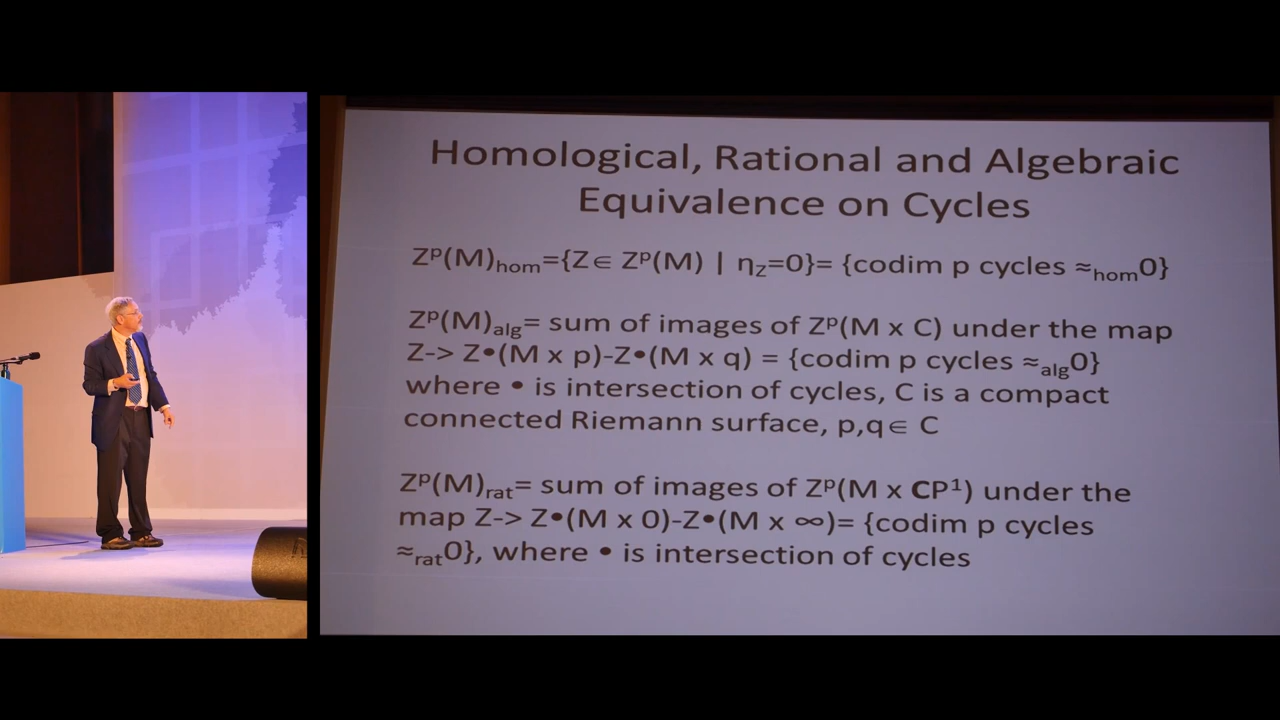 Homological, Rational and Algebraic
Equivalence on Cycles
Zᵖ(M)hom={Z∈ Zᵖ(M) | ηZ=0}= {codim p cycles ≈hom0}
Zᵖ(M)alg= sum of images of Zᵖ(M x C) under the map
Z-> Z•(M x p)-Z•(M x q) = {codim p cycles ≈alg0}
where • is intersection of cycles, C is a compact
connected Riemann surface, p,q∈ C
Zᵖ(M)rat= sum of images of Zᵖ(M x CP¹) under the
map Z-> Z•(M x 0)-Z•(M x ∞)= {codim p cycles
≈rat0}, where • is intersection of cycles